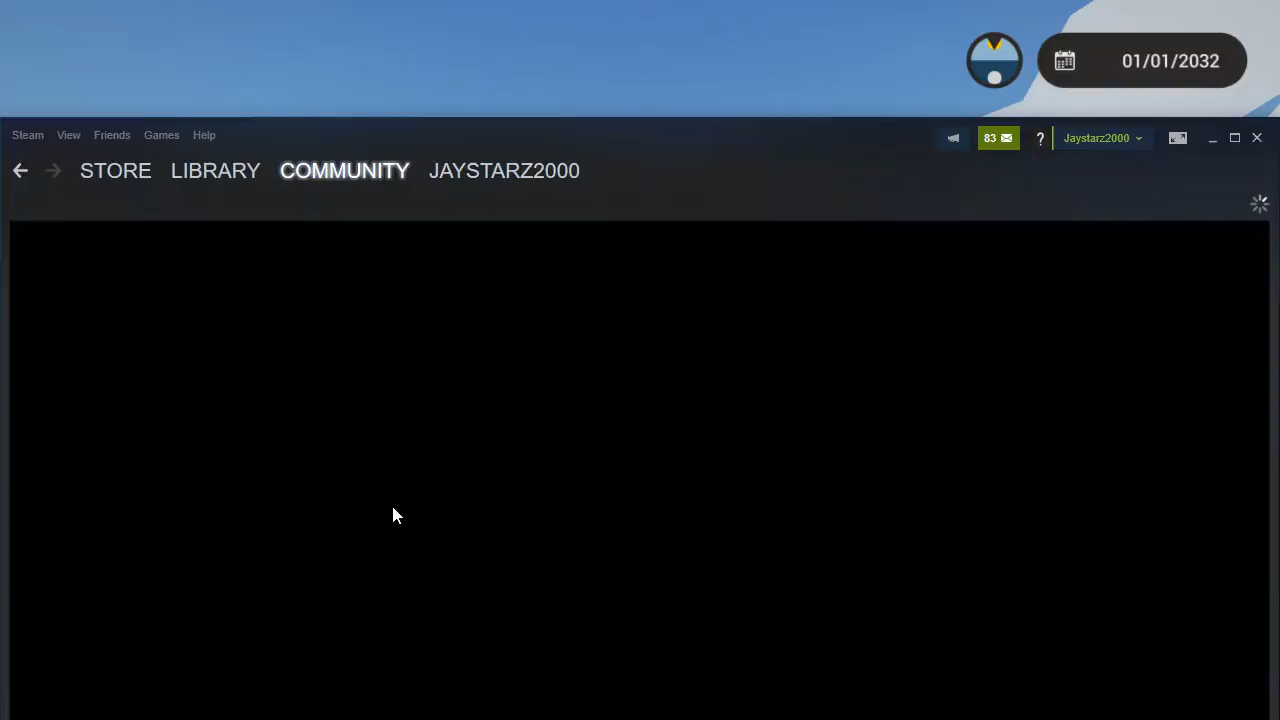 01/01/2032
Steam View Friends Games Help
83 ? Jaystarz2000
STORE LIBRARY COMMUNITY JAYSTARZ2000